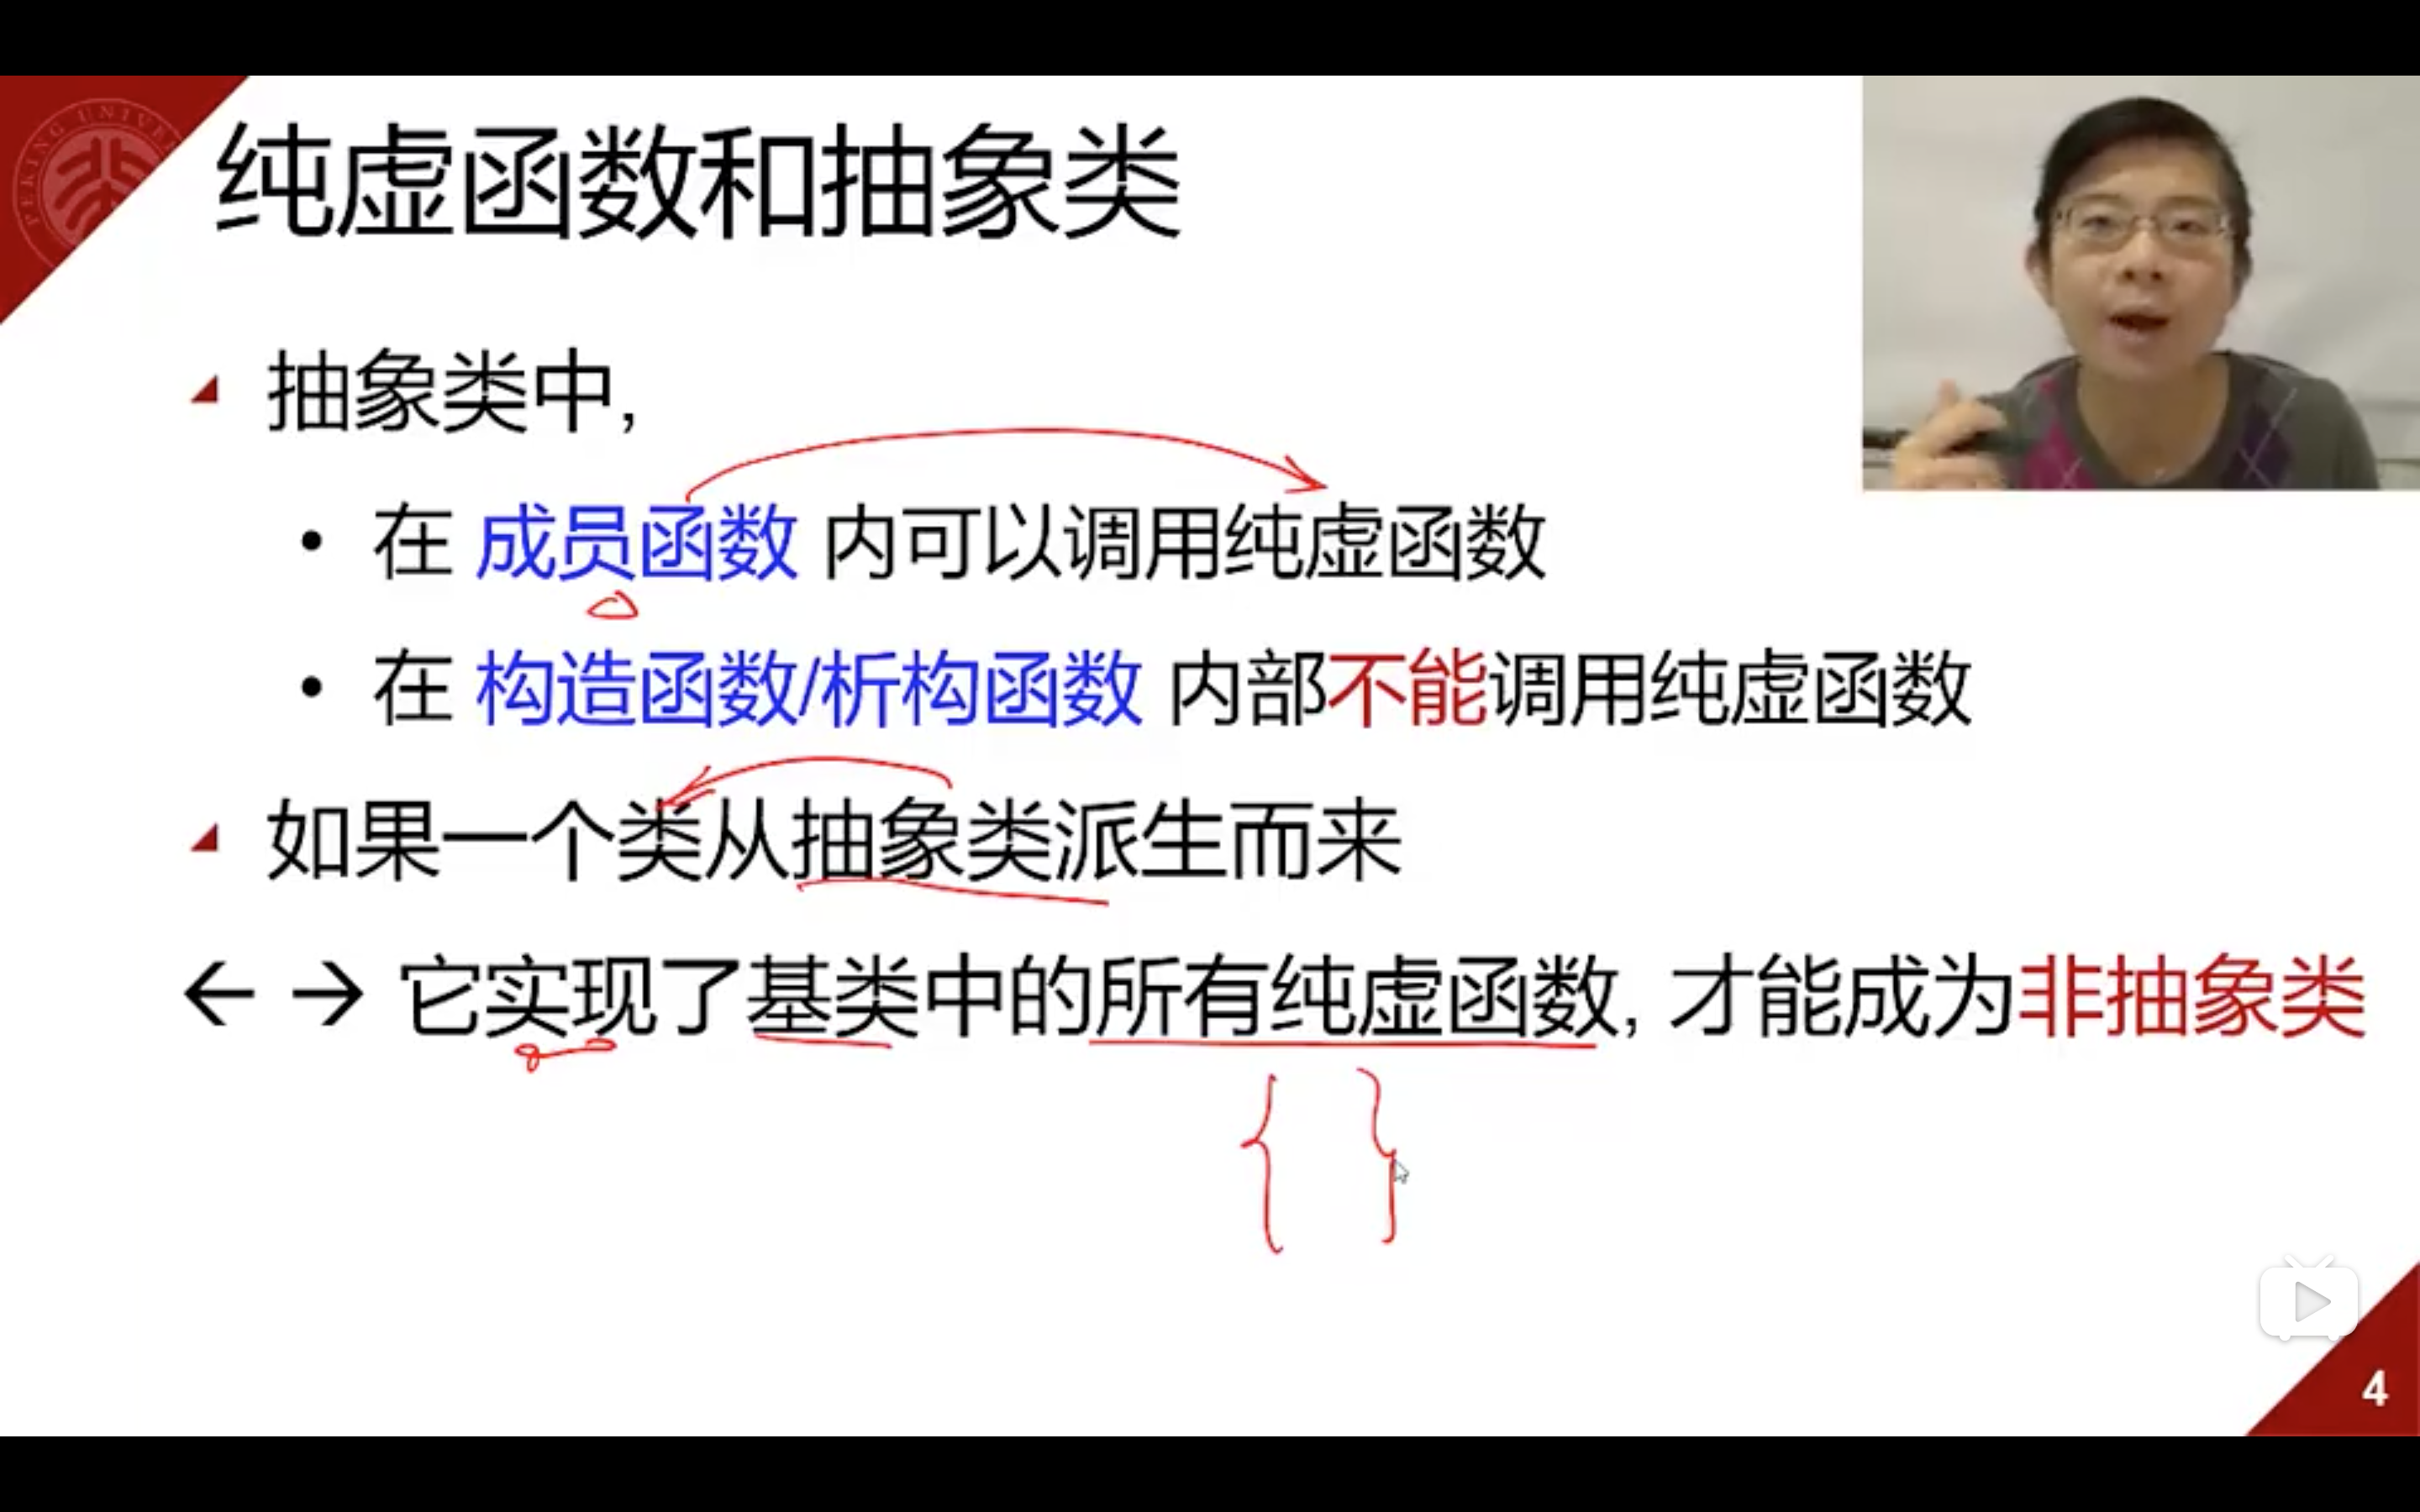 PEKING UNIVE
纯虚函数和抽象类
抽象类中,
• 在 成员函数 内可以调用纯虚函数
• 在 构造函数/析构函数 内部不能调用纯虚函数
如果一个类从抽象类派生而来
← → 它实现了基类中的所有纯虚函数, 才能成为非抽象类
{ }
4